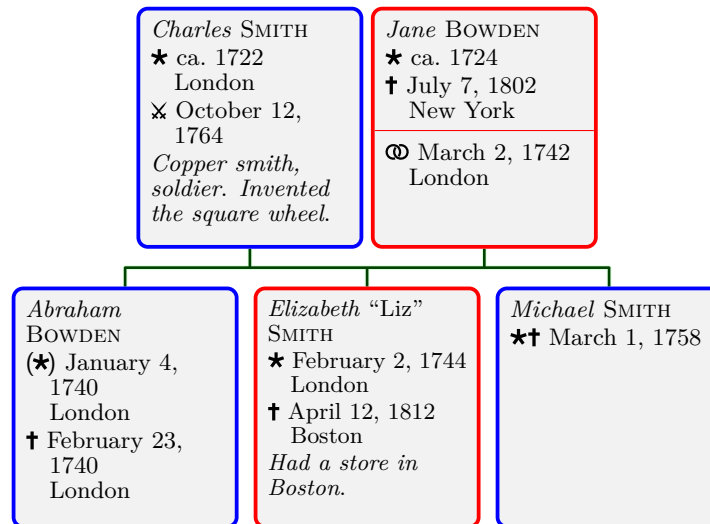 Charles SMITH
★ ca. 1722
London
⚔ October 12,
1764
Copper smith,
soldier. Invented
the square wheel.
Jane BOWDEN
★ ca. 1724
✝ July 7, 1802
New York
⚭ March 2, 1742
London
Abraham
BOWDEN
(★) January 4,
1740
London
✝ February 23,
1740
London
Elizabeth “Liz”
SMITH
★ February 2, 1744
London
✝ April 12, 1812
Boston
Had a store in
Boston.
Michael SMITH
★✝ March 1, 1758